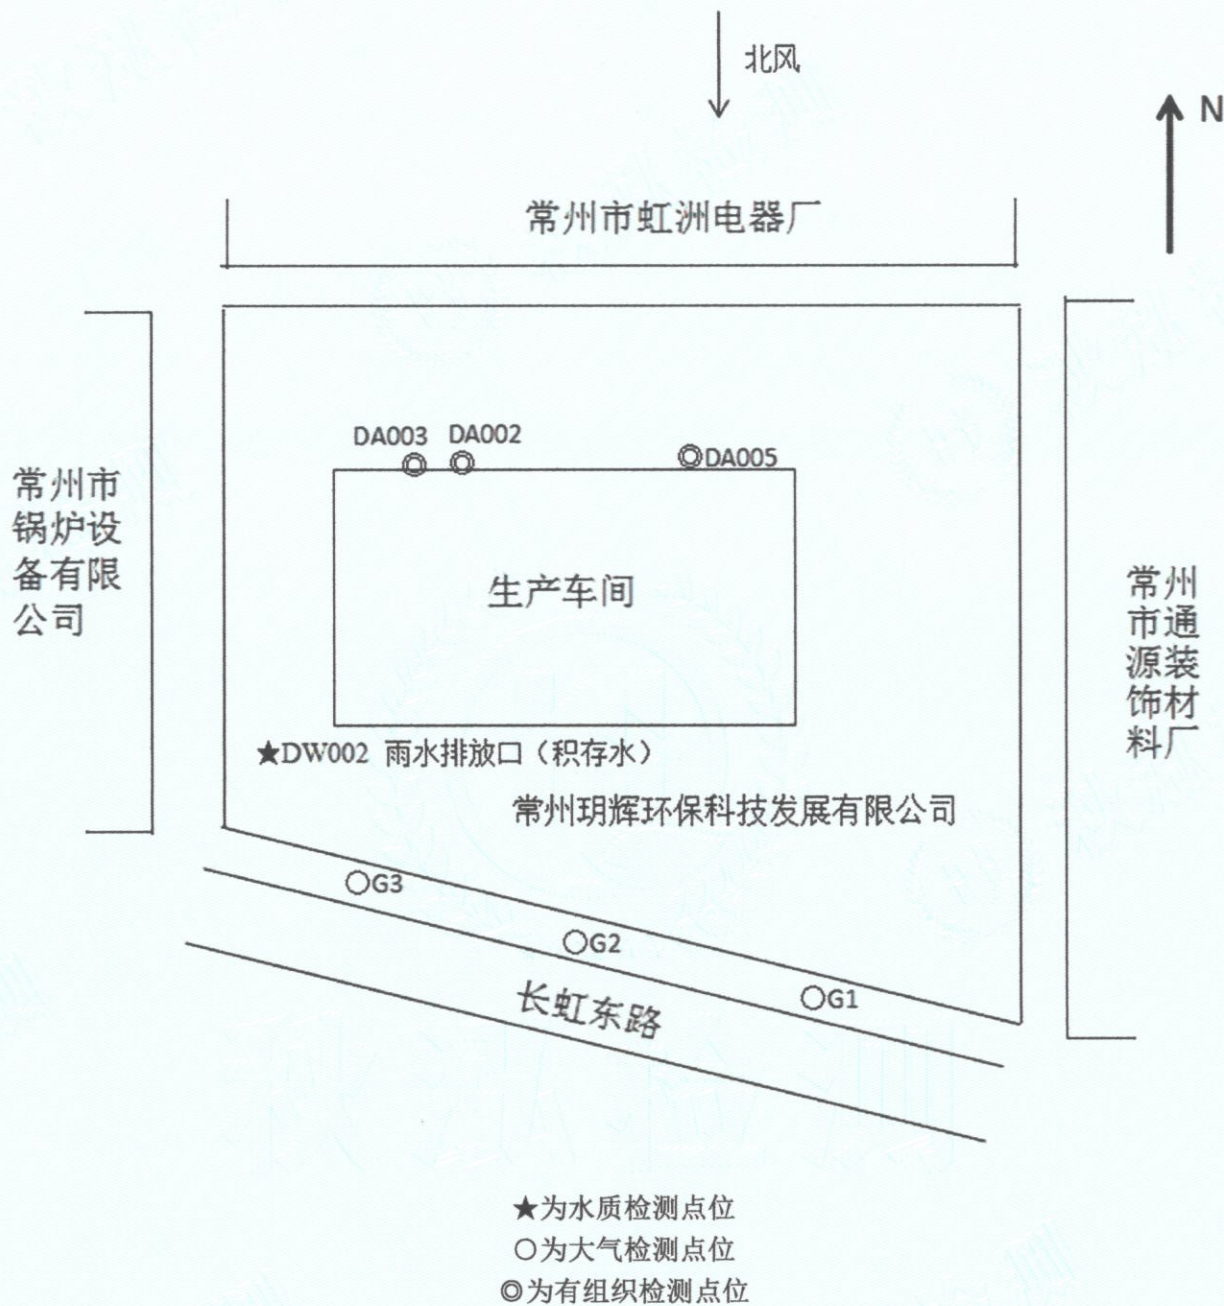 北风
N
常州市虹洲电器厂
DA003
DA002
DA005
常州市
锅炉设
备有限
公司
生产车间
常州
市通
源装
饰材
料厂
★DW002 雨水排放口（积存水）
常州玥辉环保科技发展有限公司
○G3
○G2
○G1
长虹东路
★为水质检测点位
○为大气检测点位
◎为有组织检测点位